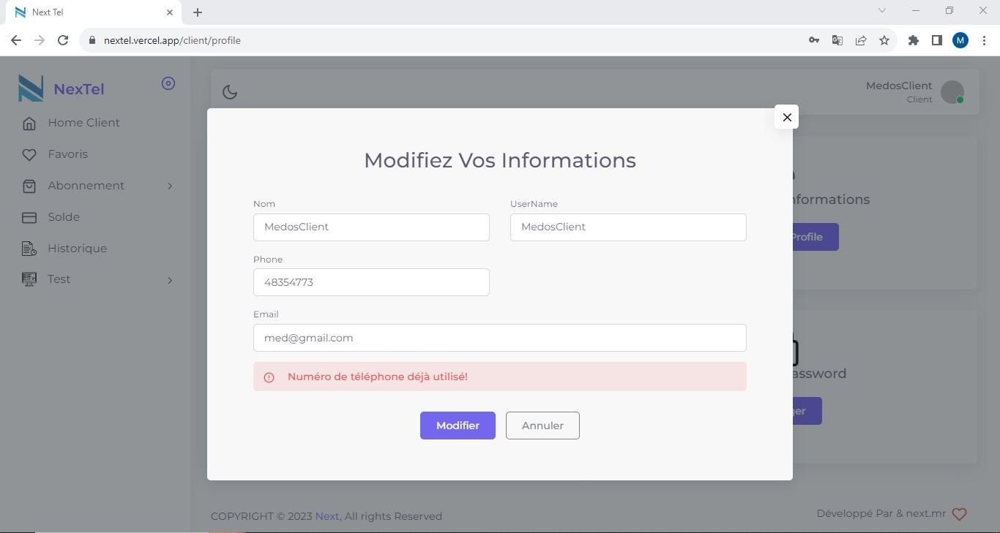 Next Tel
nextel.vercel.app/client/profile
M
NexTel
Home Client
Favoris
Abonnement
Solde
Historique
Test
MedosClient
Client
Modifiez Vos Informations
Nom
MedosClient
UserName
MedosClient
Phone
48354773
Email
med@gmail.com
Numéro de téléphone déjà utilisé!
Modifier
Annuler
nformations
Profile
assword
ger
COPYRIGHT © 2023 Next, All rights Reserved
Développé Par & next.mr